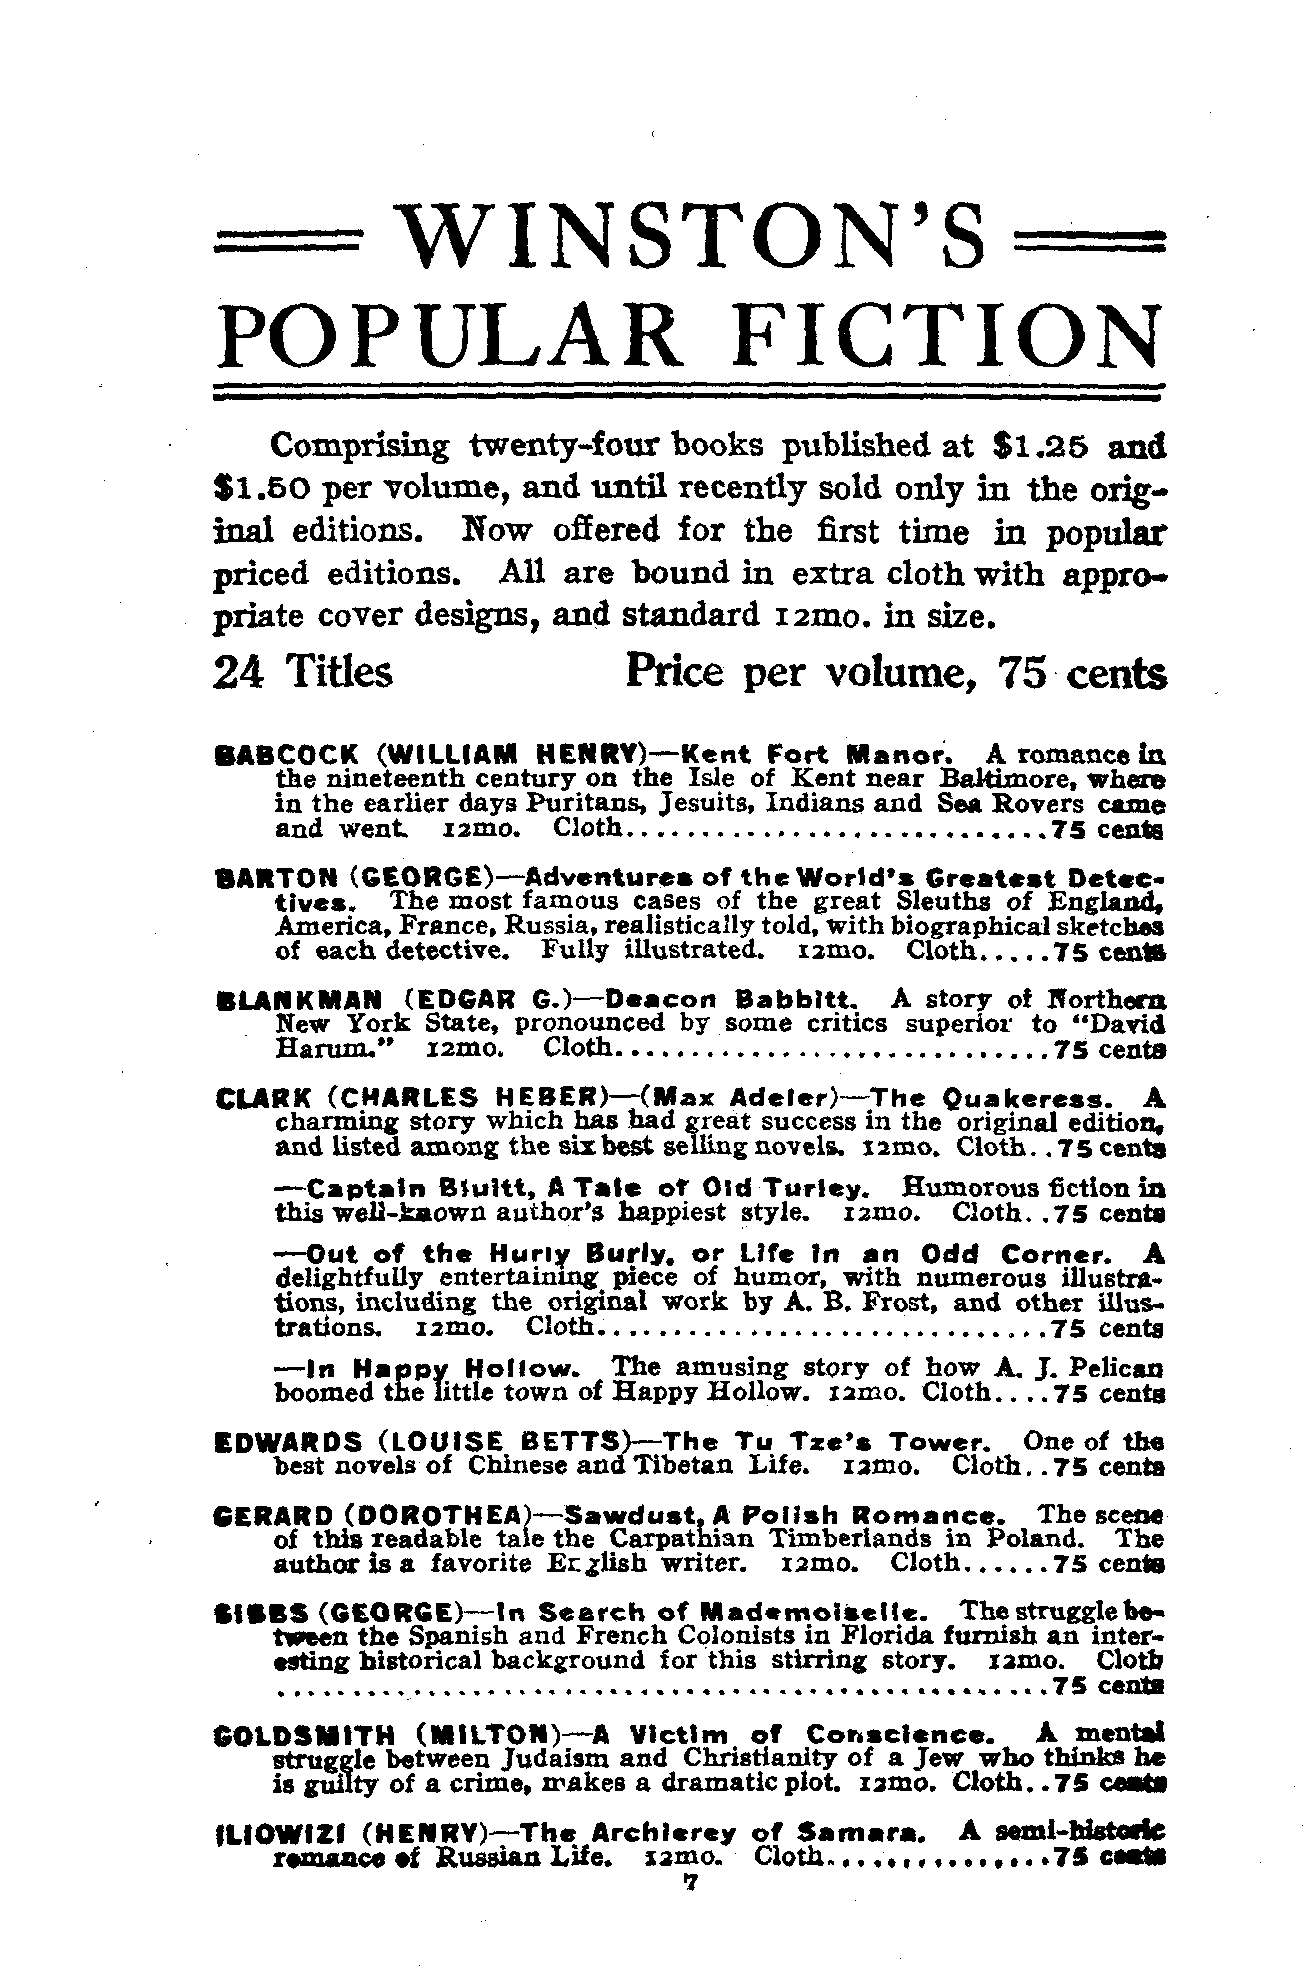 WINSTON'S
POPULAR FICTION
Comprising twenty-four books published at $1.25 and
$1.50 per volume, and until recently sold only in the orig-
inal editions. Now offered for the first time in popular
priced editions. All are bound in extra cloth with appro-
priate cover designs, and standard 12mo. in size.
24 Titles Price per volume, 75 cents
BABCOCK (WILLIAM HENRY)—Kent Fort Manor. A romance in
the nineteenth century on the Isle of Kent near Baltimore, where
in the earlier days Puritans, Jesuits, Indians and Sea Rovers came
and went. 12mo. Cloth............................75 cents
BARTON (GEORGE)—Adventures of the World's Greatest Detec-
tives. The most famous cases of the great Sleuths of England,
America, France, Russia, realistically told, with biographical sketches
of each detective. Fully illustrated. 12mo. Cloth.....75 cents
BLANKMAN (EDGAR G.)—Deacon Babbitt. A story of Northern
New York State, pronounced by some critics superior to "David
Harum." 12mo. Cloth.............................75 cents
CLARK (CHARLES HEBER)—(Max Adeler)—The Quakeress. A
charming story which has had great success in the original edition,
and listed among the six best selling novels. 12mo. Cloth..75 cents
—Captain Bluitt, A Tale of Old Turley. Humorous fiction in
this well-known author's happiest style. 12mo. Cloth..75 cents
—Out of the Hurly Burly, or Life in an Odd Corner. A
delightfully entertaining piece of humor, with numerous illustra-
tions, including the original work by A. B. Frost, and other illus-
trations. 12mo. Cloth..............................75 cents
—In Happy Hollow. The amusing story of how A. J. Pelican
boomed the little town of Happy Hollow. 12mo. Cloth....75 cents
EDWARDS (LOUISE BETTS)—The Tu Tze's Tower. One of the
best novels of Chinese and Tibetan Life. 12mo. Cloth..75 cents
GERARD (DOROTHEA)—Sawdust, A Polish Romance. The scene
of this readable tale the Carpathian Timberlands in Poland. The
author is a favorite English writer. 12mo. Cloth......75 cents
GIBBS (GEORGE)—In Search of Mademoiselle. The struggle be-
tween the Spanish and French Colonists in Florida furnish an inter-
esting historical background for this stirring story. 12mo. Cloth
...................................................75 cents
GOLDSMITH (MILTON)—A Victim of Conscience. A mental
struggle between Judaism and Christianity of a Jew who thinks he
is guilty of a crime, makes a dramatic plot. 12mo. Cloth..75 cents
ILIOWIZI (HENRY)—The Archierey of Samara. A semi-historic
romance of Russian Life. 12mo. Cloth...............75 cents
7